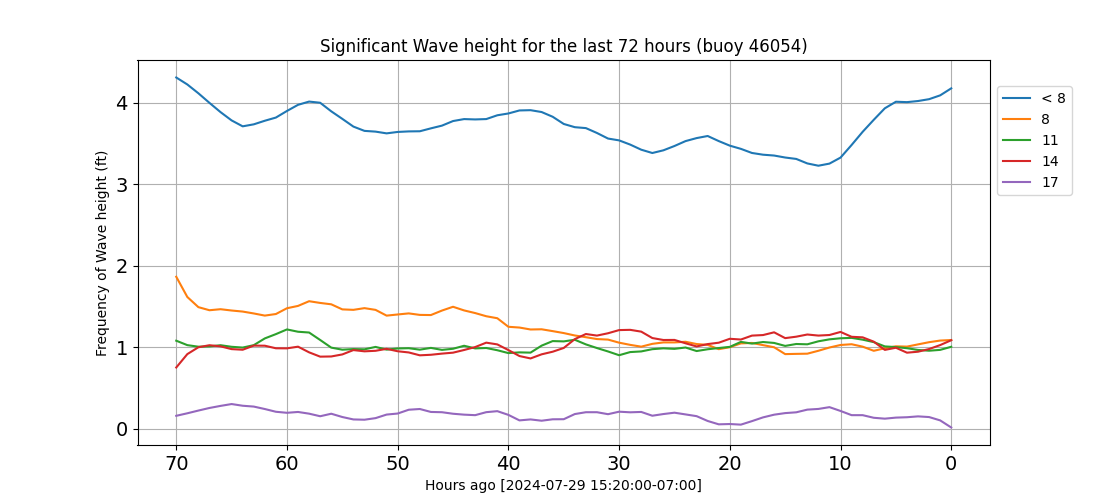 Significant Wave height for the last 72 hours (buoy 46054)
Frequency of Wave height (ft)
4
3
2
1
0
70 60 50 40 30 20 10 0
Hours ago [2024-07-29 15:20:00-07:00]
< 8
8
11
14
17